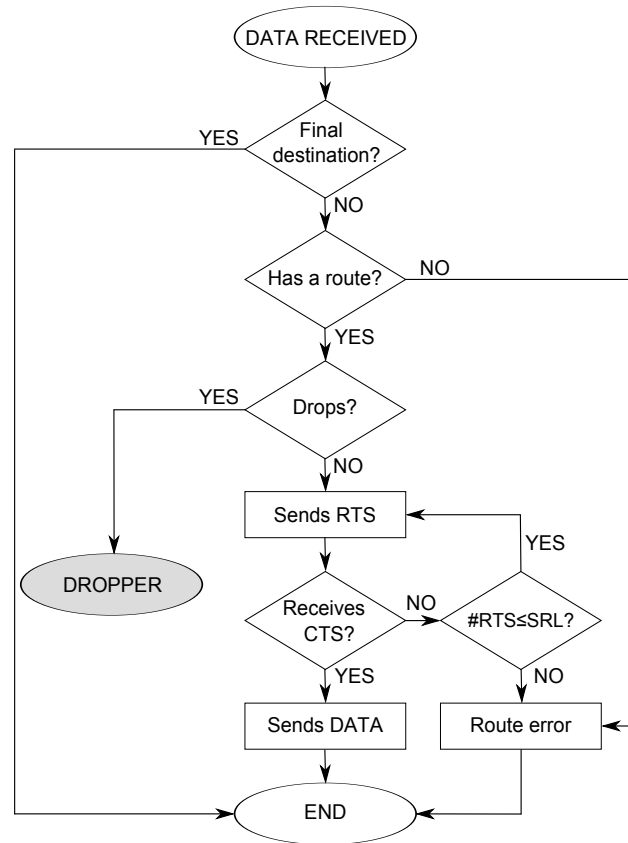 DATA RECEIVED
YES
Final
destination?
NO
Has a route?
NO
YES
YES
Drops?
NO
Sends RTS
YES
DROPPER
Receives
CTS?
NO
#RTS≤SRL?
YES
NO
Sends DATA
Route error
END